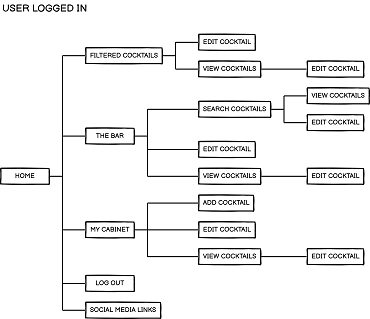 USER LOGGED IN
EDIT COCKTAIL
FILTERED COCKTAILS
VIEW COCKTAILS
EDIT COCKTAIL
VIEW COCKTAILS
SEARCH COCKTAILS
EDIT COCKTAIL
THE BAR
EDIT COCKTAIL
HOME
VIEW COCKTAILS
EDIT COCKTAIL
ADD COCKTAIL
MY CABINET
EDIT COCKTAIL
VIEW COCKTAILS
EDIT COCKTAIL
LOG OUT
SOCIAL MEDIA LINKS